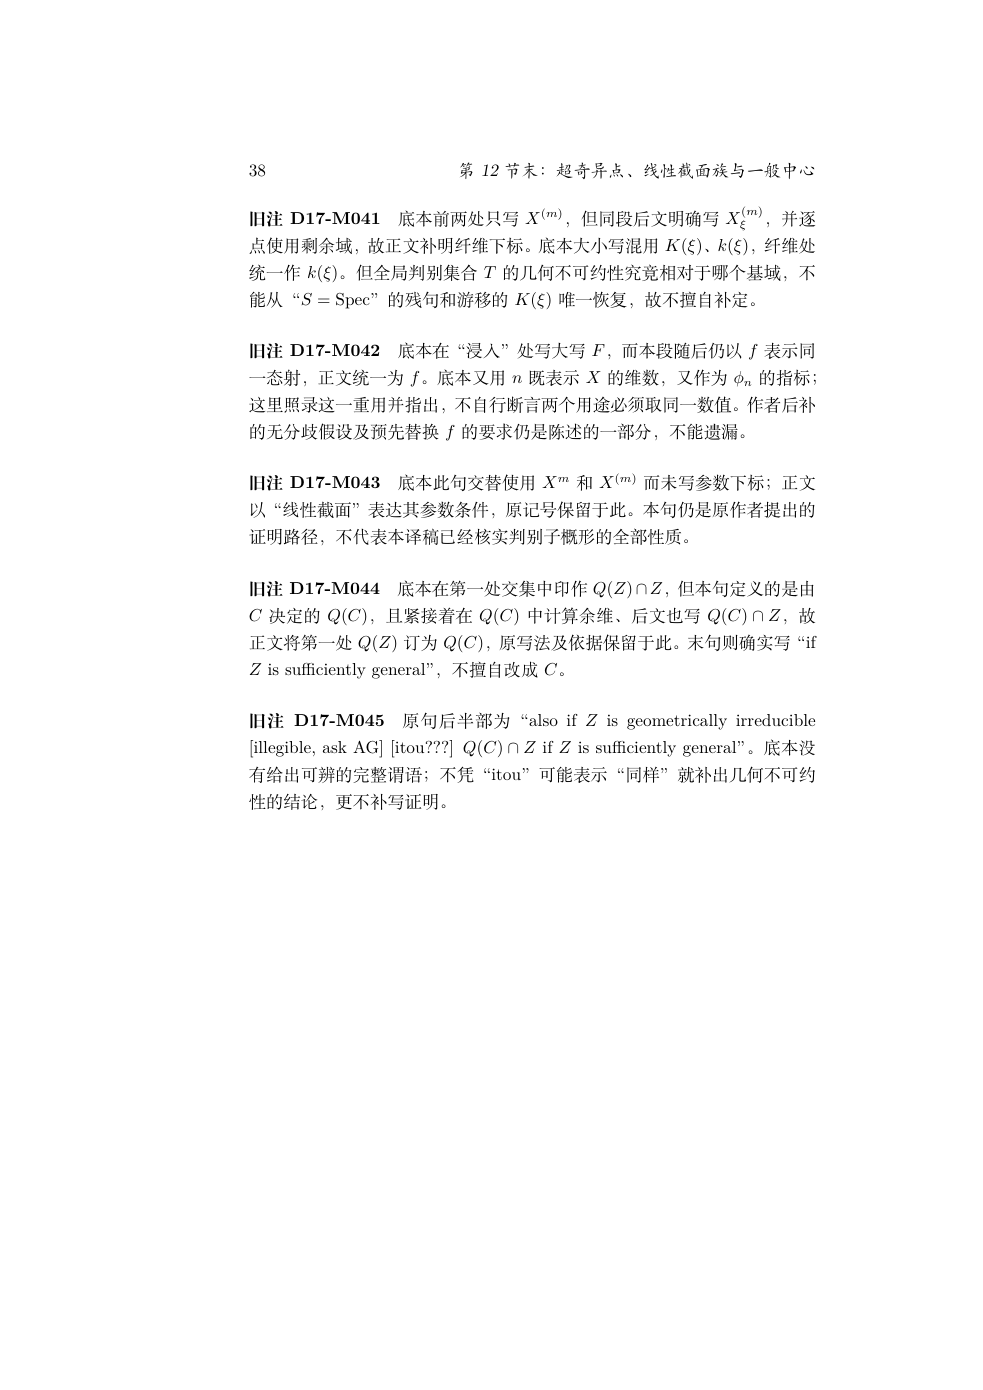 38 第 12 节末：超奇异点、线性截面族与一般中心
旧注 D17-M041 底本前两处只写 X^{(m)}，但同段后文明确写 X_ξ^{(m)}，并逐
点使用剩余域，故正文补明纤维下标。底本大小写混用 K(ξ)、k(ξ)，纤维处
统一作 k(ξ)。但全局判别集合 T 的几何不可约性究竟相对于哪个基域，不
能从 “S = Spec” 的残句和游移的 K(ξ) 唯一恢复，故不擅自补定。
旧注 D17-M042 底本在 “浸入” 处写大写 F，而本段随后仍以 f 表示同
一态射，正文统一为 f。底本又用 n 既表示 X 的维数，又作为 ϕ_n 的指标；
这里照录这一重用并指出，不自行断言两个用途必须取同一数值。作者后补
的无分歧假设及预先替换 f 的要求仍是陈述的一部分，不能遗漏。
旧注 D17-M043 底本此句交替使用 X^m 和 X^{(m)} 而未写参数下标；正文
以 “线性截面” 表达其参数条件，原记号保留于此。本句仍是原作者提出的
证明路径，不代表本译稿已经核实判别子概形的全部性质。
旧注 D17-M044 底本在第一处交集中印作 Q(Z)∩Z，但本句定义的是由
C 决定的 Q(C)，且紧接着在 Q(C) 中计算余维、后文也写 Q(C)∩Z，故
正文将第一处 Q(Z) 订为 Q(C)，原写法及依据保留于此。末句则确实写 “if
Z is sufficiently general”，不擅自改成 C。
旧注 D17-M045 原句后半部为 “also if Z is geometrically irreducible
[illegible, ask AG] [itou???] Q(C)∩Z if Z is sufficiently general”。底本没
有给出可辨的完整谓语；不凭 “itou” 可能表示 “同样” 就补出几何不可约
性的结论，更不补写证明。